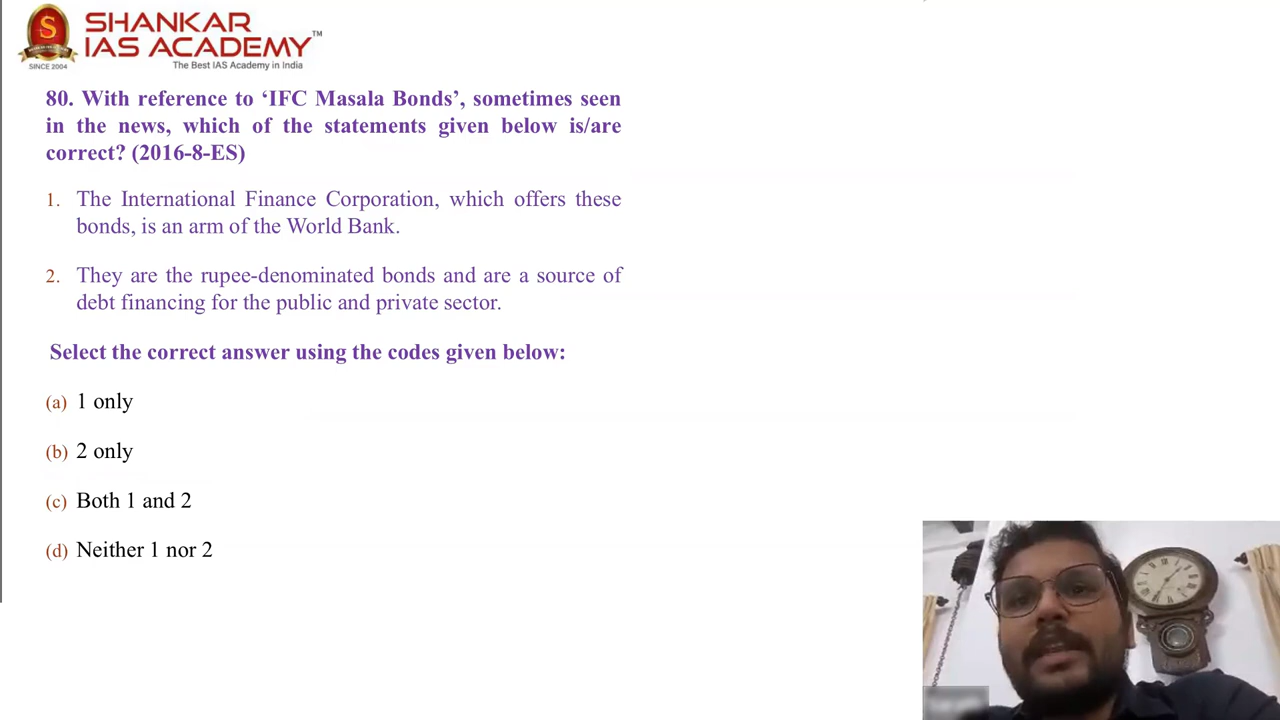 SHANKAR
IAS ACADEMY™
The Best IAS Academy in India
S
SINCE 2004
80. With reference to ‘IFC Masala Bonds’, sometimes seen
in the news, which of the statements given below is/are
correct? (2016-8-ES)
1. The International Finance Corporation, which offers these
bonds, is an arm of the World Bank.
2. They are the rupee-denominated bonds and are a source of
debt financing for the public and private sector.
Select the correct answer using the codes given below:
(a) 1 only
(b) 2 only
(c) Both 1 and 2
(d) Neither 1 nor 2